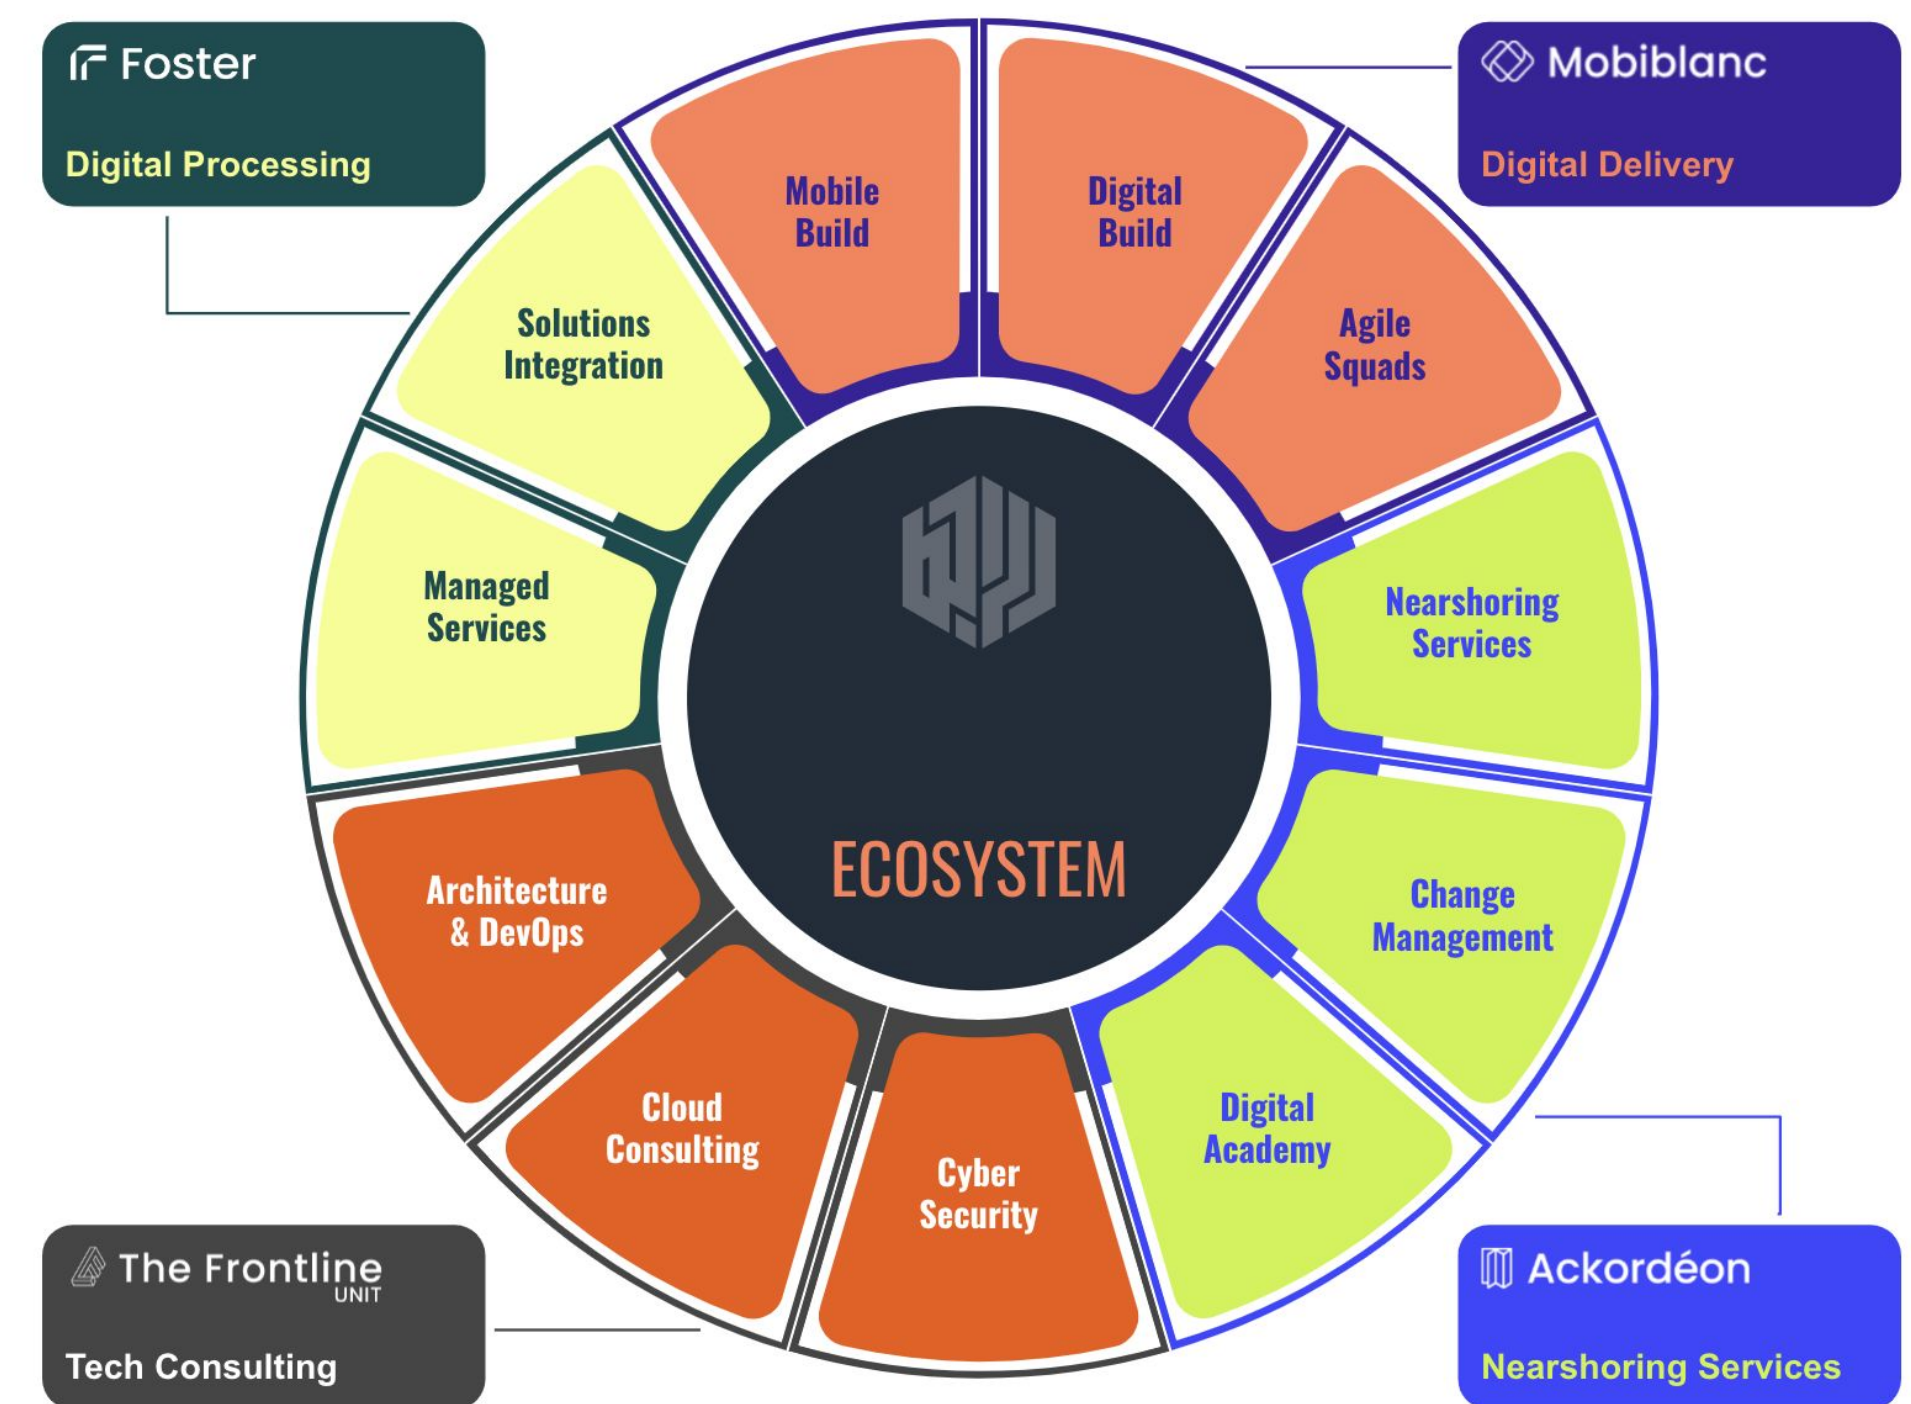 Foster
Digital Processing
Mobiblanc
Digital Delivery
Mobile
Build
Digital
Build
Solutions
Integration
Agile
Squads
Managed
Services
Nearshoring
Services
Architecture
& DevOps
ECOSYSTEM
Change
Management
Cloud
Consulting
Cyber
Security
Digital
Academy
The Frontline
UNIT
Tech Consulting
Ackordéon
Nearshoring Services